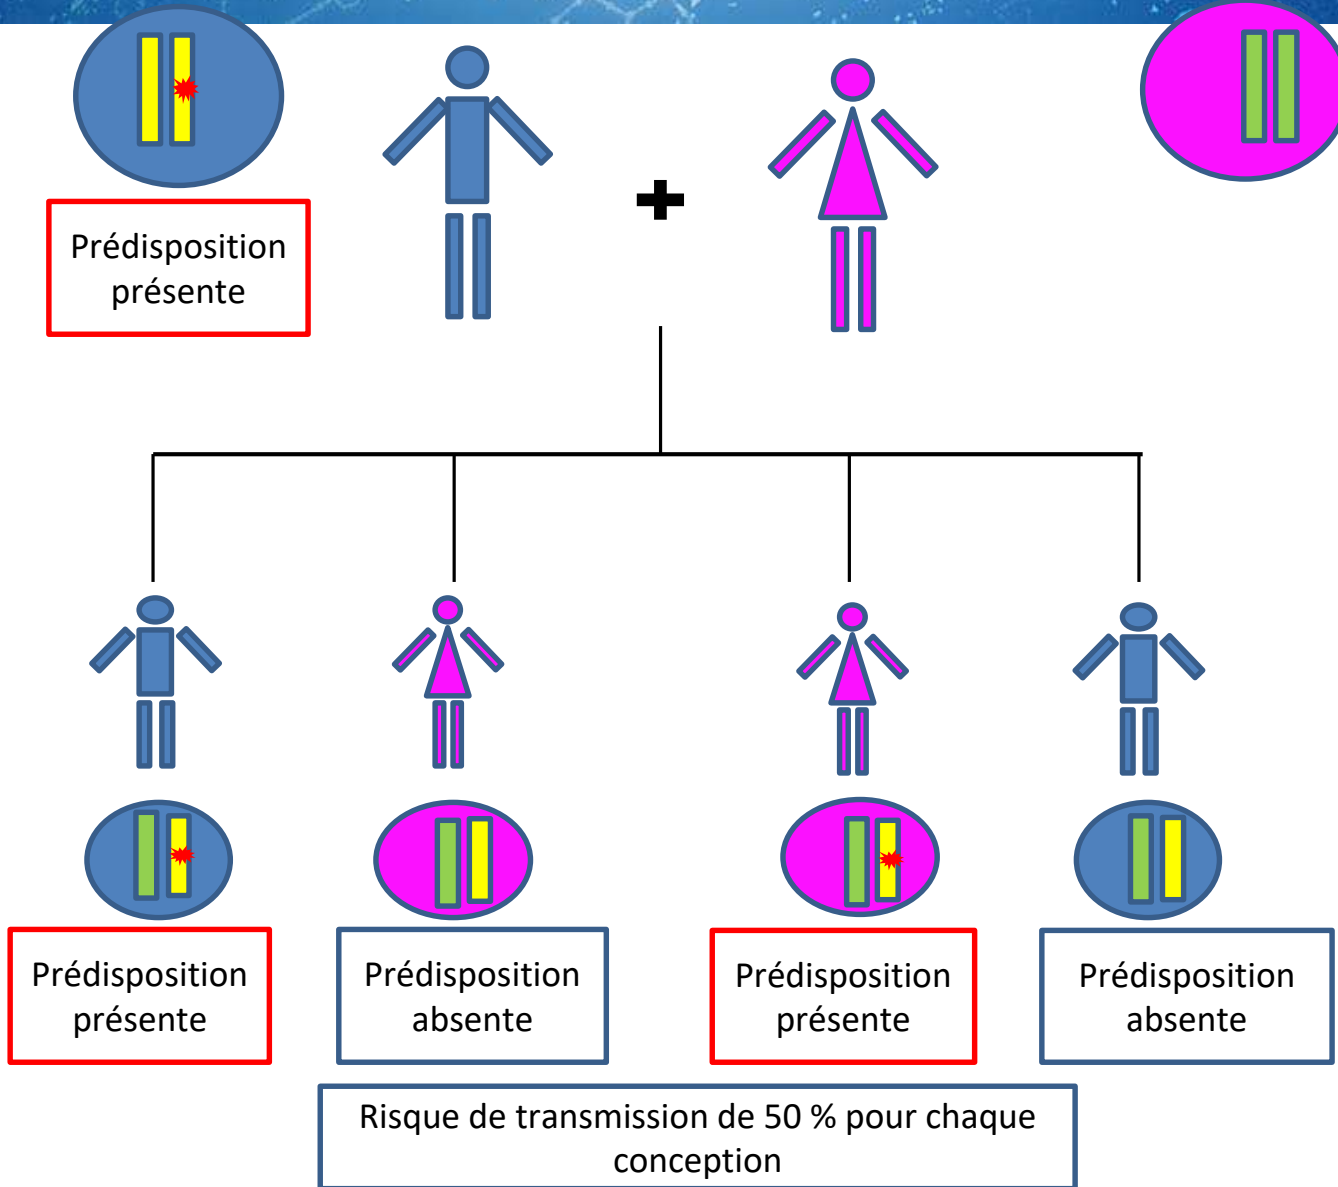 Prédisposition
présente
Prédisposition
présente
Prédisposition
absente
Prédisposition
présente
Prédisposition
absente
Risque de transmission de 50 % pour chaque
conception